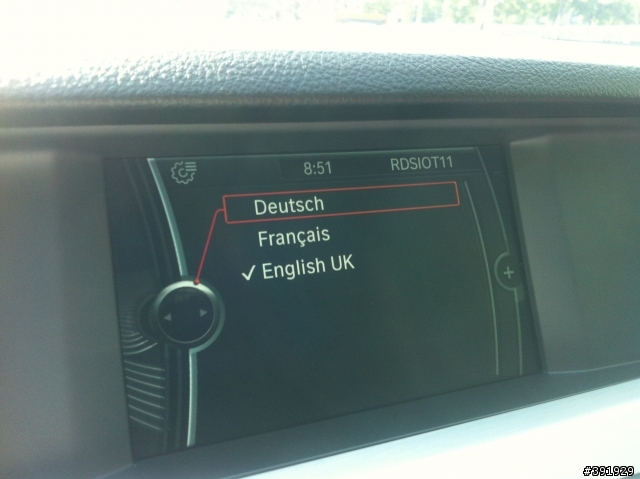 8:51 RDSIOT11
Deutsch
Français
✓ English UK
#391929